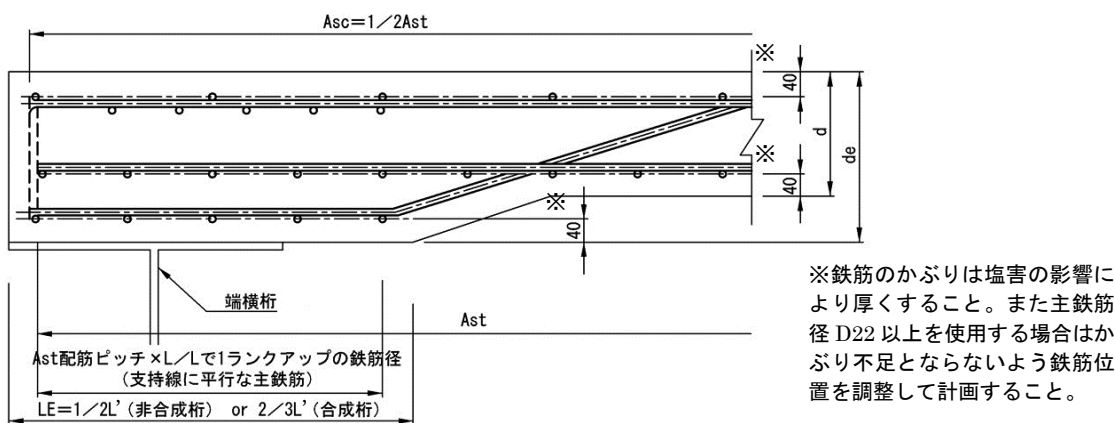 Asc=1／2Ast
※
40
d
de
※
40
※
40
端横桁
Ast
Ast配筋ピッチ×L／Lで1ランクアップの鉄筋径
(支持線に平行な主鉄筋)
LE=1／2L'(非合成桁) or 2／3L'(合成桁)
※鉄筋のかぶりは塩害の影響に
より厚くすること。また主鉄筋
径 D22 以上を使用する場合はか
ぶり不足とならないよう鉄筋位
置を調整して計画すること。